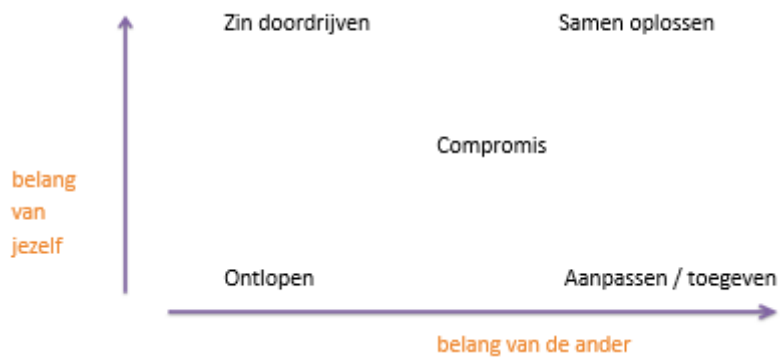 Zin doordrijven
Samen oplossen
Compromis
belang
van
jezelf
Ontlopen
Aanpassen / toegeven
belang van de ander